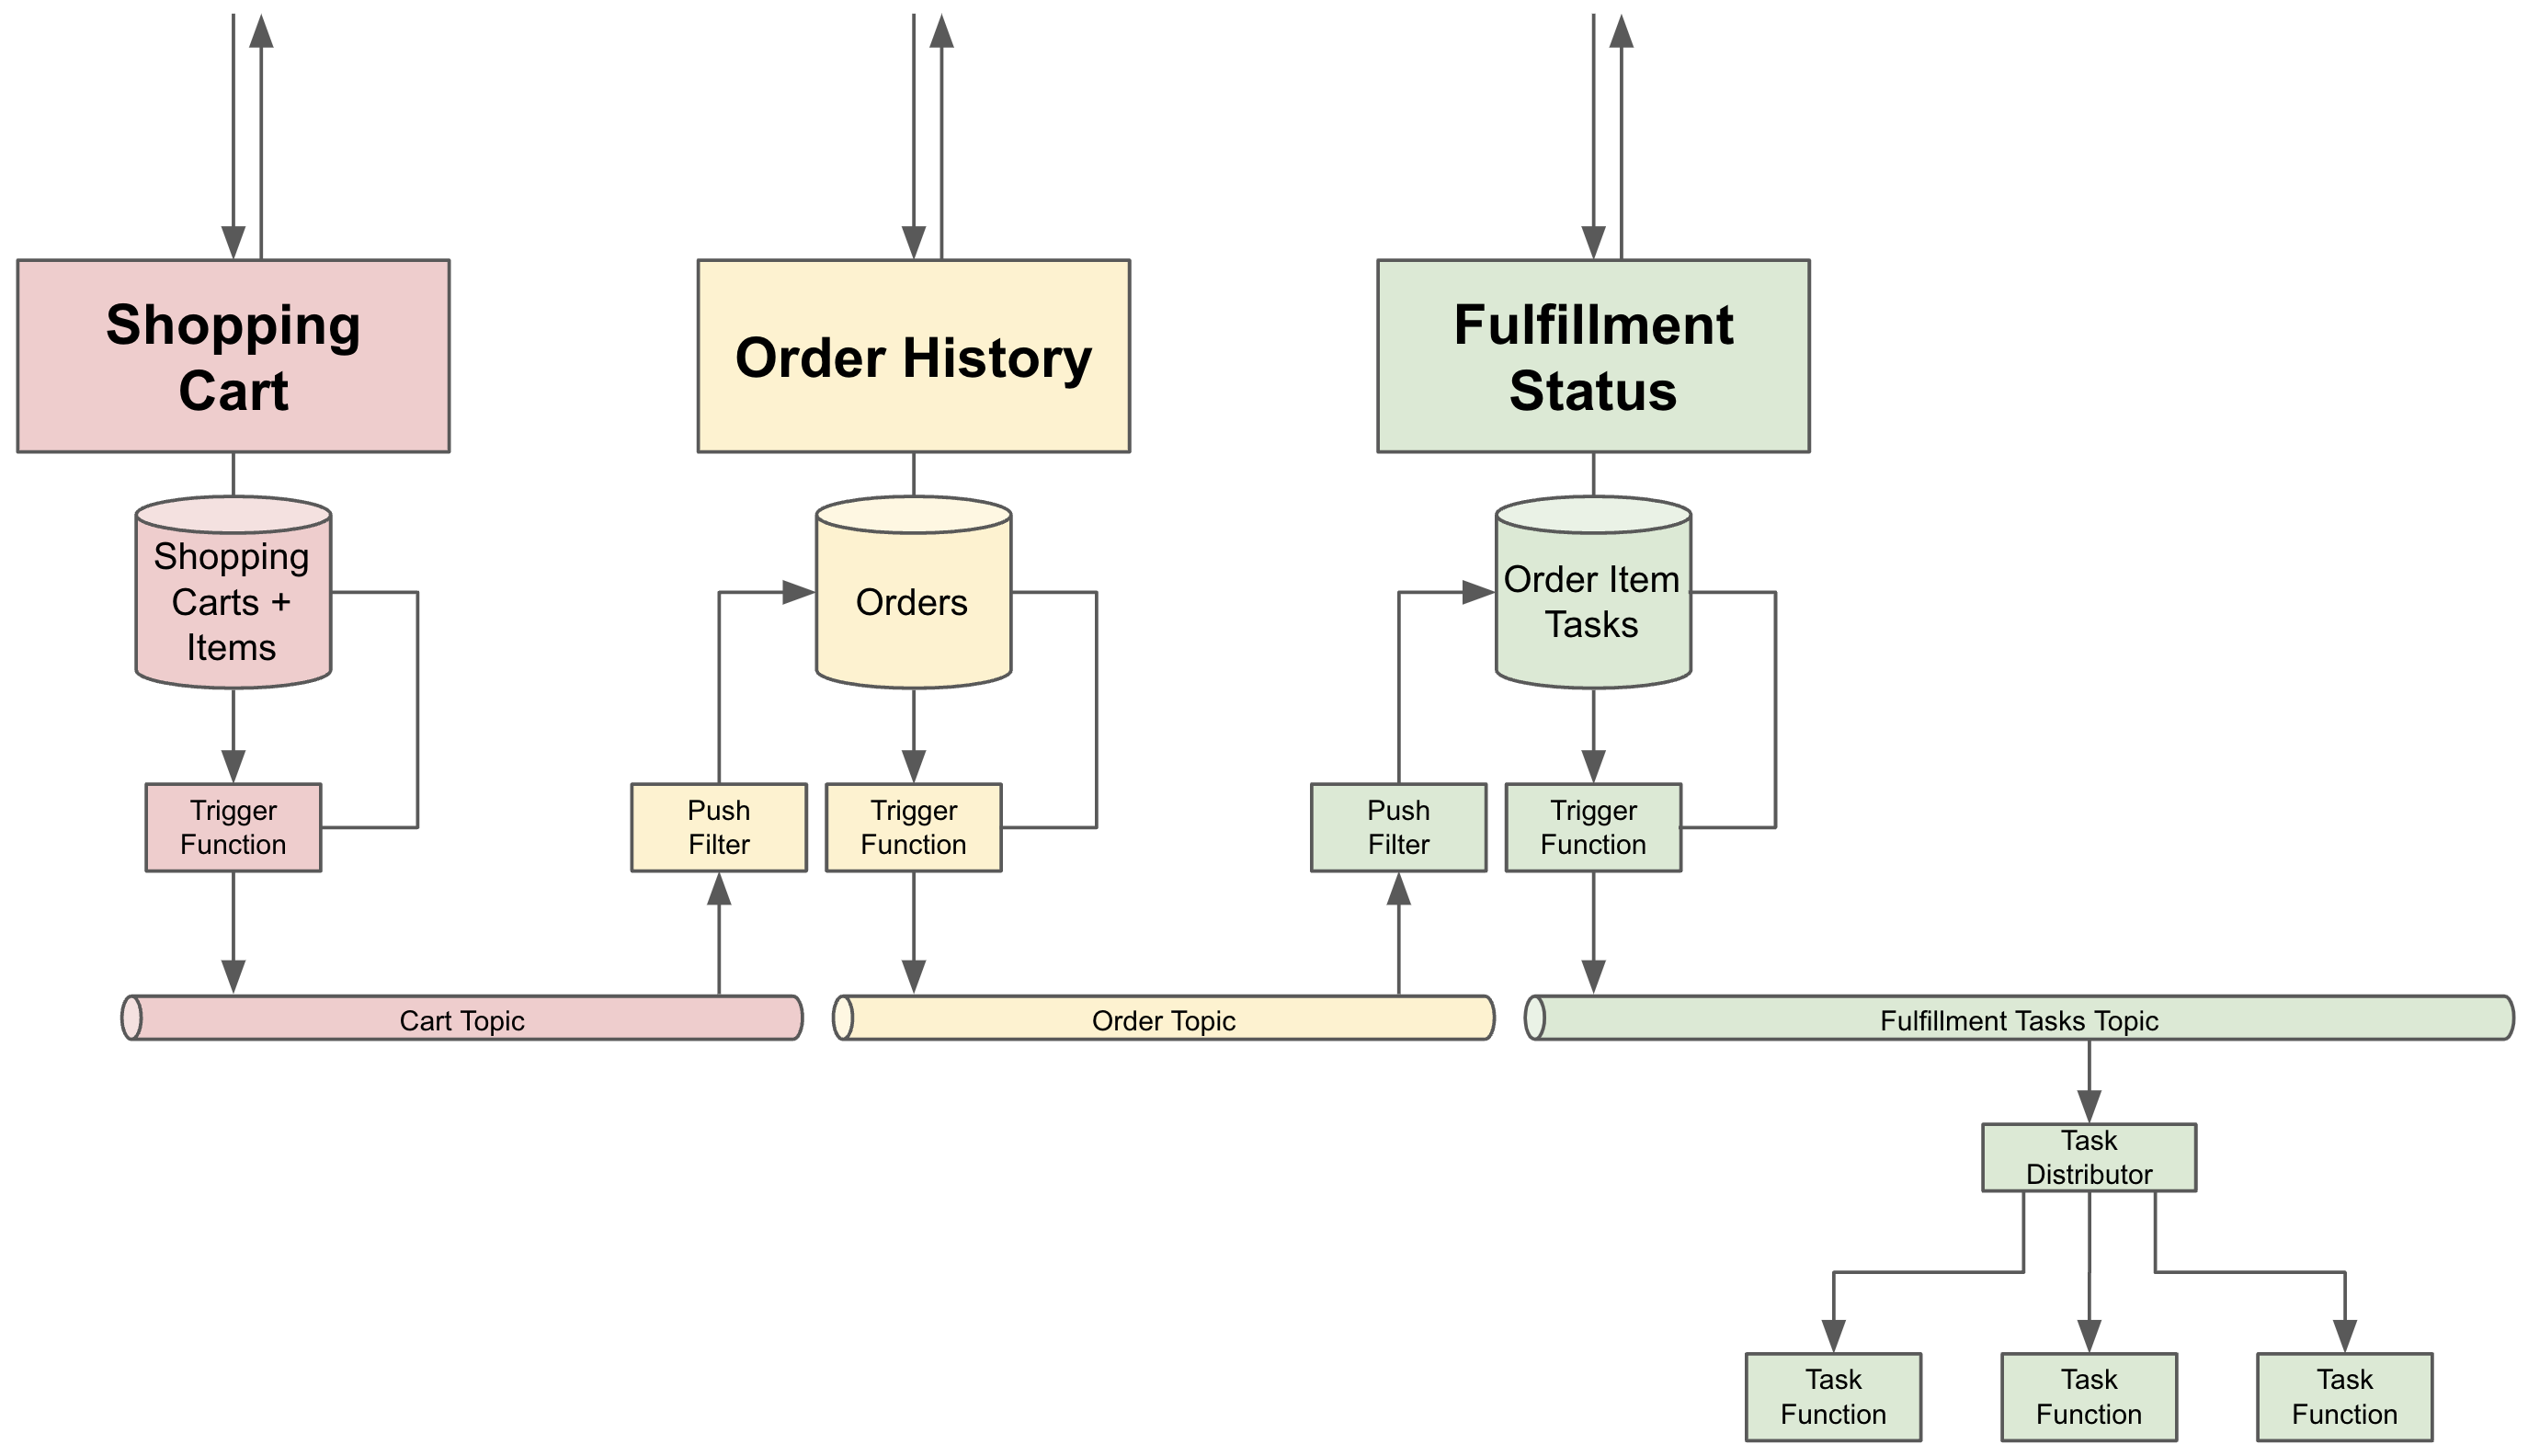 Shopping
Cart
Order History
Fulfillment
Status
Shopping
Carts +
Items
Orders
Order Item
Tasks
Trigger
Function
Push
Filter
Trigger
Function
Push
Filter
Trigger
Function
Cart Topic
Order Topic
Fulfillment Tasks Topic
Task
Distributor
Task
Function
Task
Function
Task
Function